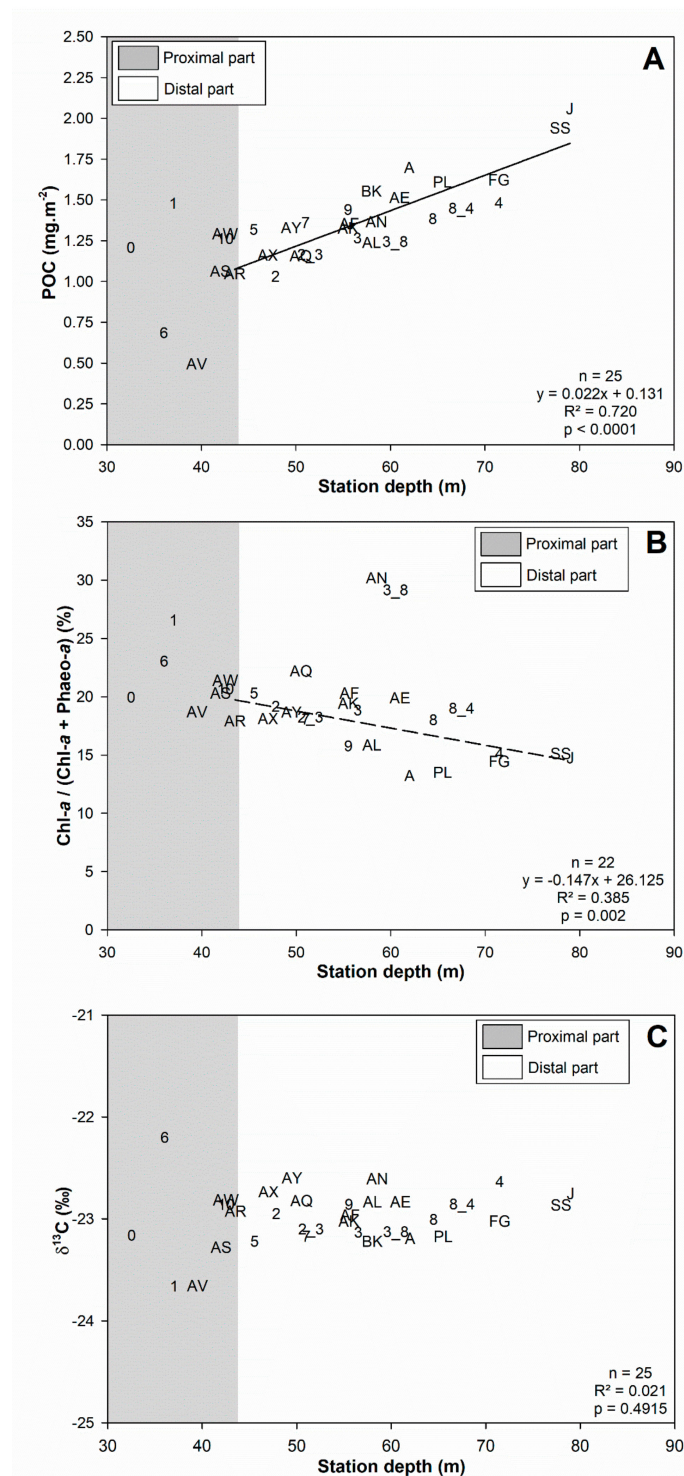 2.50
Proximal part
A
2.25
Distal part
J
2.00
SS
POC (mg.m-2)
1.75
A
PL
FG
BK
1.50
1
AE
9
8_4
4
AW
5
AY
7
AF
AN
8
AK
1.25
0
10
3
AL
3_8
AX
AQ
2_3
AS
AR
2
1.00
0.75
6
AV
0.50
n = 25
0.25
y = 0.022x + 0.131
R² = 0.720
0.00
p < 0.0001
30 40 50 60 70 80 90
Station depth (m)
35
Proximal part
B
Distal part
30
AN
3_8
Chl-a / (Chl-a + Phaeo-a) (%)
1
25
6
AQ
AW
10
20
0
AS
5
AF
AE
AV
2
AK
AY
3
8_4
AR
AX
7
2_3
8
15
9
AL
4
SS
J
FG
A
PL
10
n = 22
5
y = -0.147x + 26.125
R² = 0.385
0
p = 0.002
30 40 50 60 70 80 90
Station depth (m)
-21
Proximal part
C
Distal part
-22
6
δ13C (‰)
AY
AN
4
AX
J
AW
10
AQ
9
AL
AE
8_4
SS
AR
2
AF
AK
8
FG
-23
0
2_3
3
3_8
AS
5
7
BK
A
PL
1
AV
-24
n = 25
R² = 0.021
-25
p = 0.4915
30 40 50 60 70 80 90
Station depth (m)